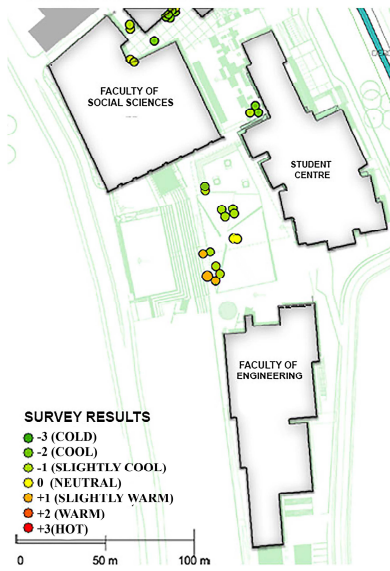 FACULTY OF
SOCIAL SCIENCES
STUDENT
CENTRE
FACULTY OF
ENGINEERING
SURVEY RESULTS
-3 (COLD)
-2 (COOL)
-1 (SLIGHTLY COOL)
0 (NEUTRAL)
+1 (SLIGHTLY WARM)
+2 (WARM)
+3(HOT)
0 50 m 100 m